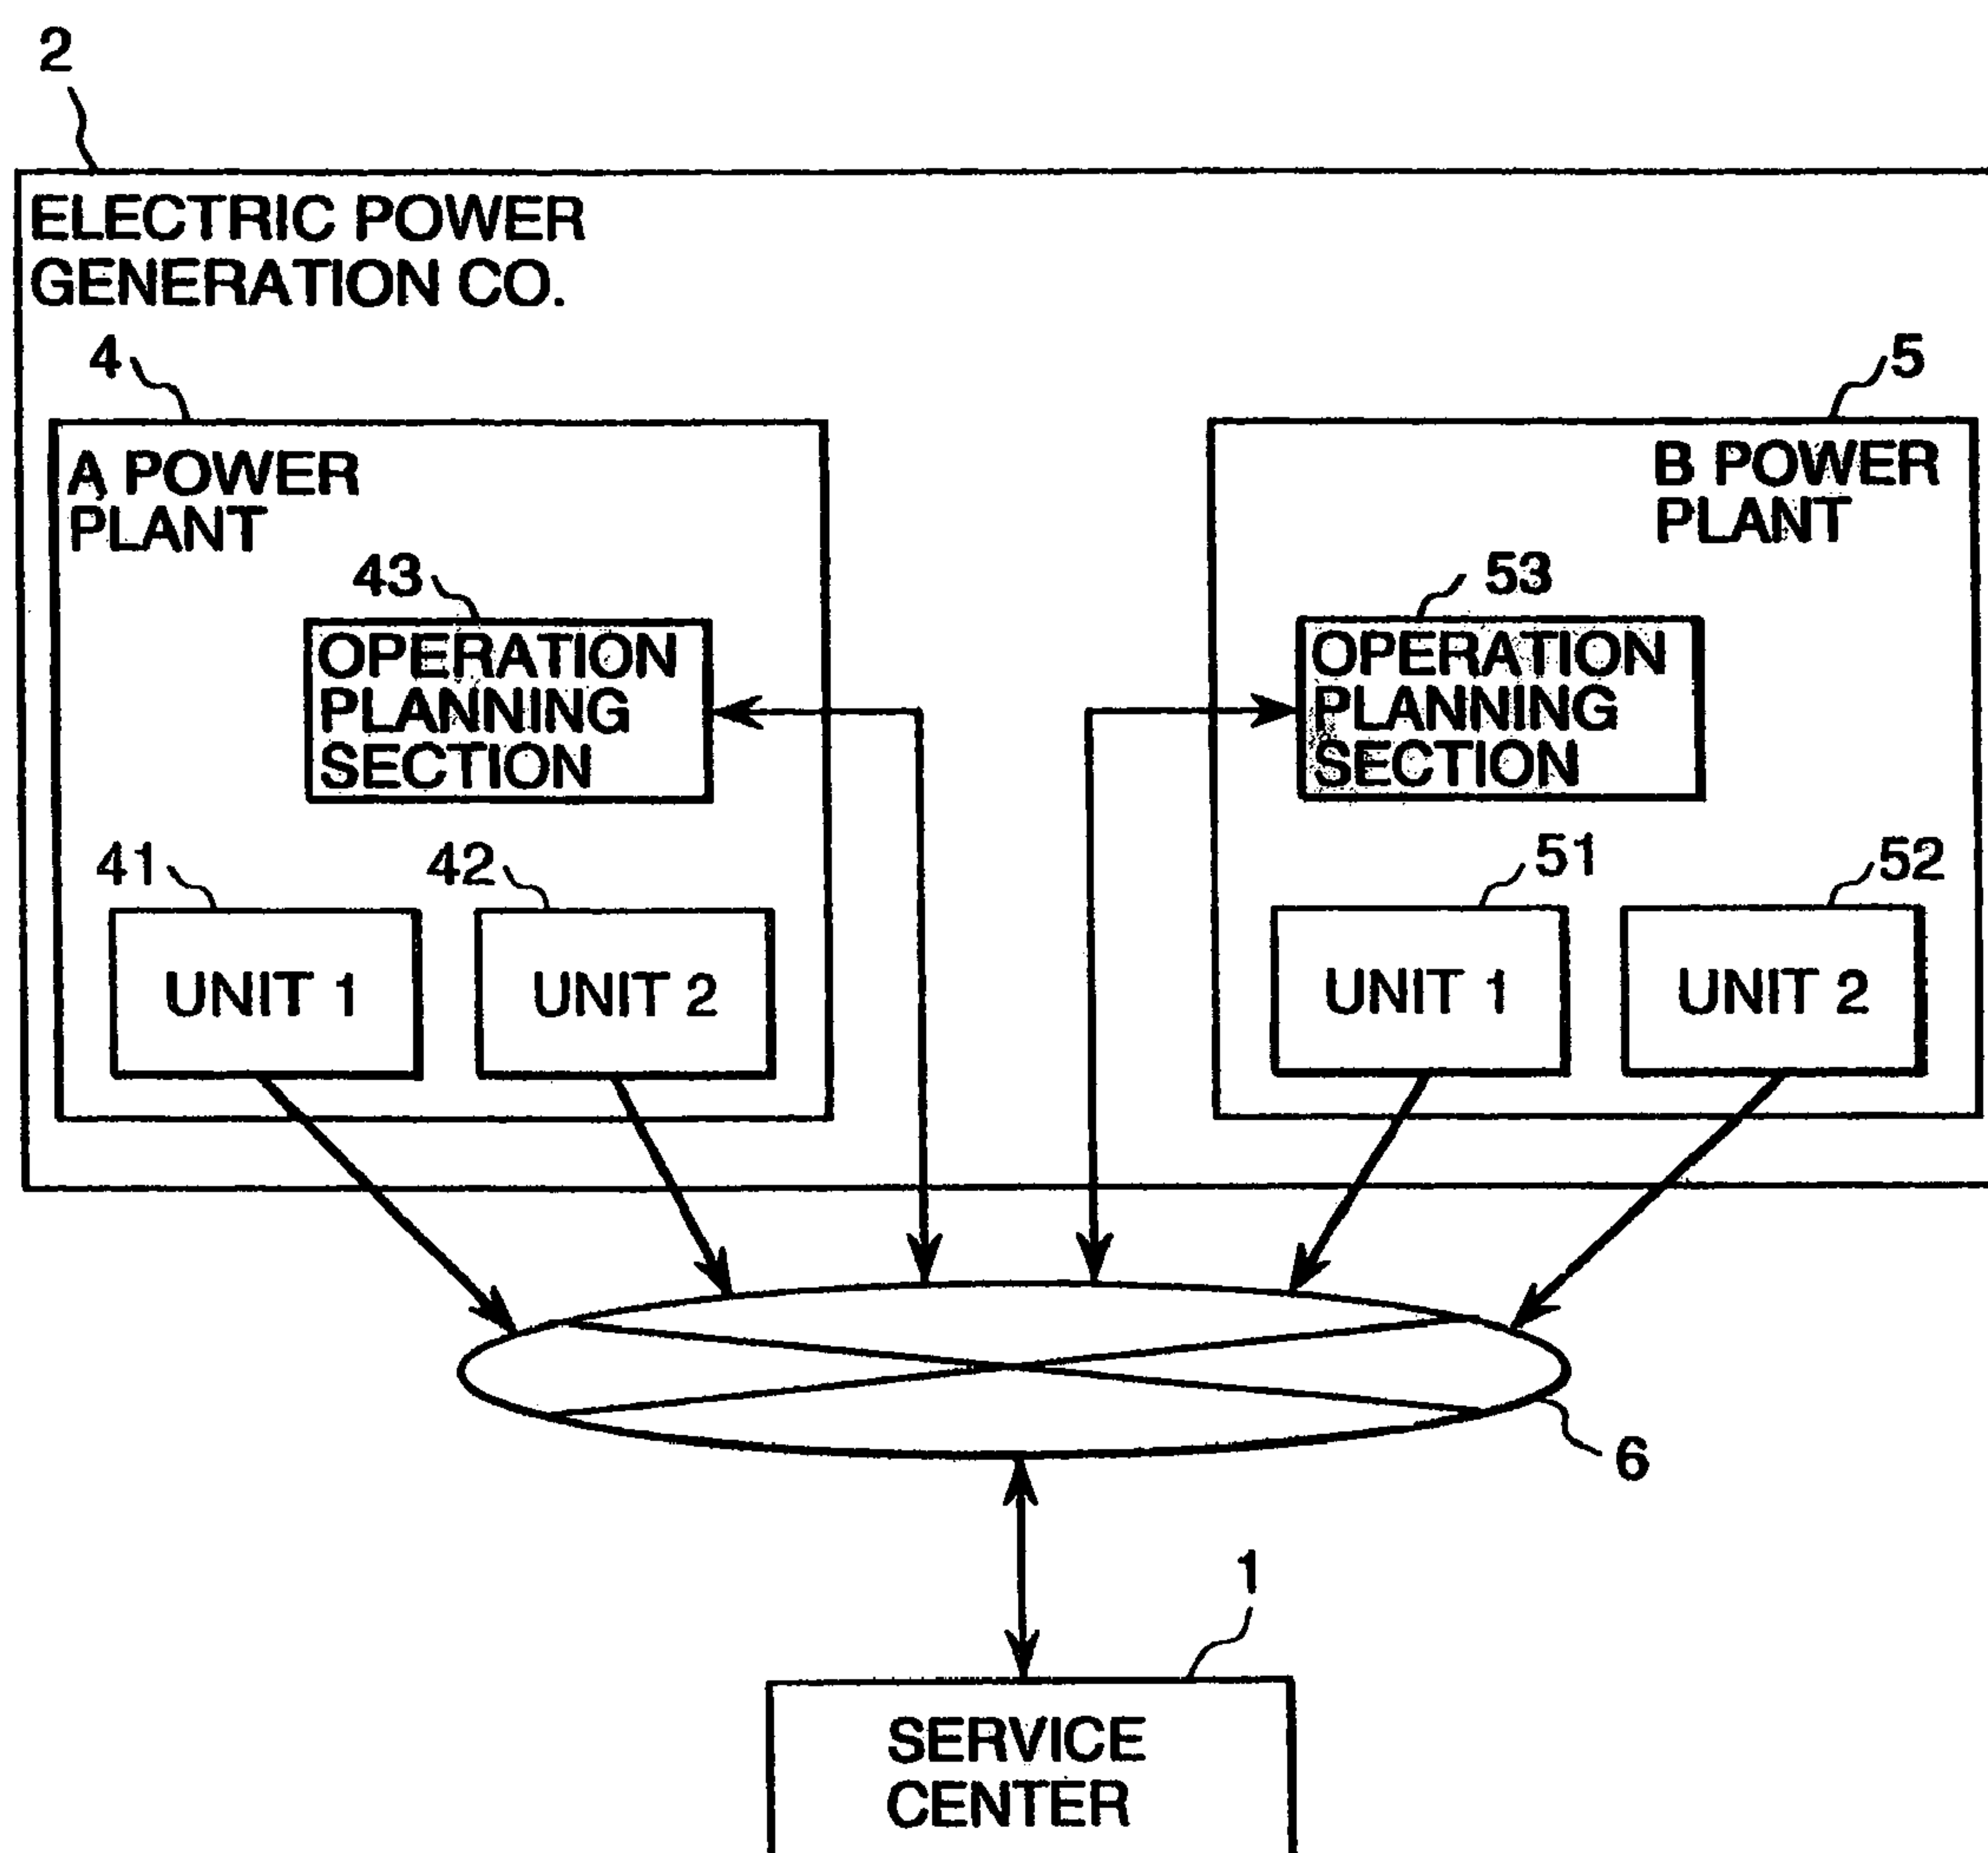 2
ELECTRIC POWER
GENERATION CO.
4
5
A POWER
PLANT
B POWER
PLANT
43
OPERATION
PLANNING
SECTION
53
OPERATION
PLANNING
SECTION
41
42
51
52
UNIT 1
UNIT 2
UNIT 1
UNIT 2
6
1
SERVICE
CENTER